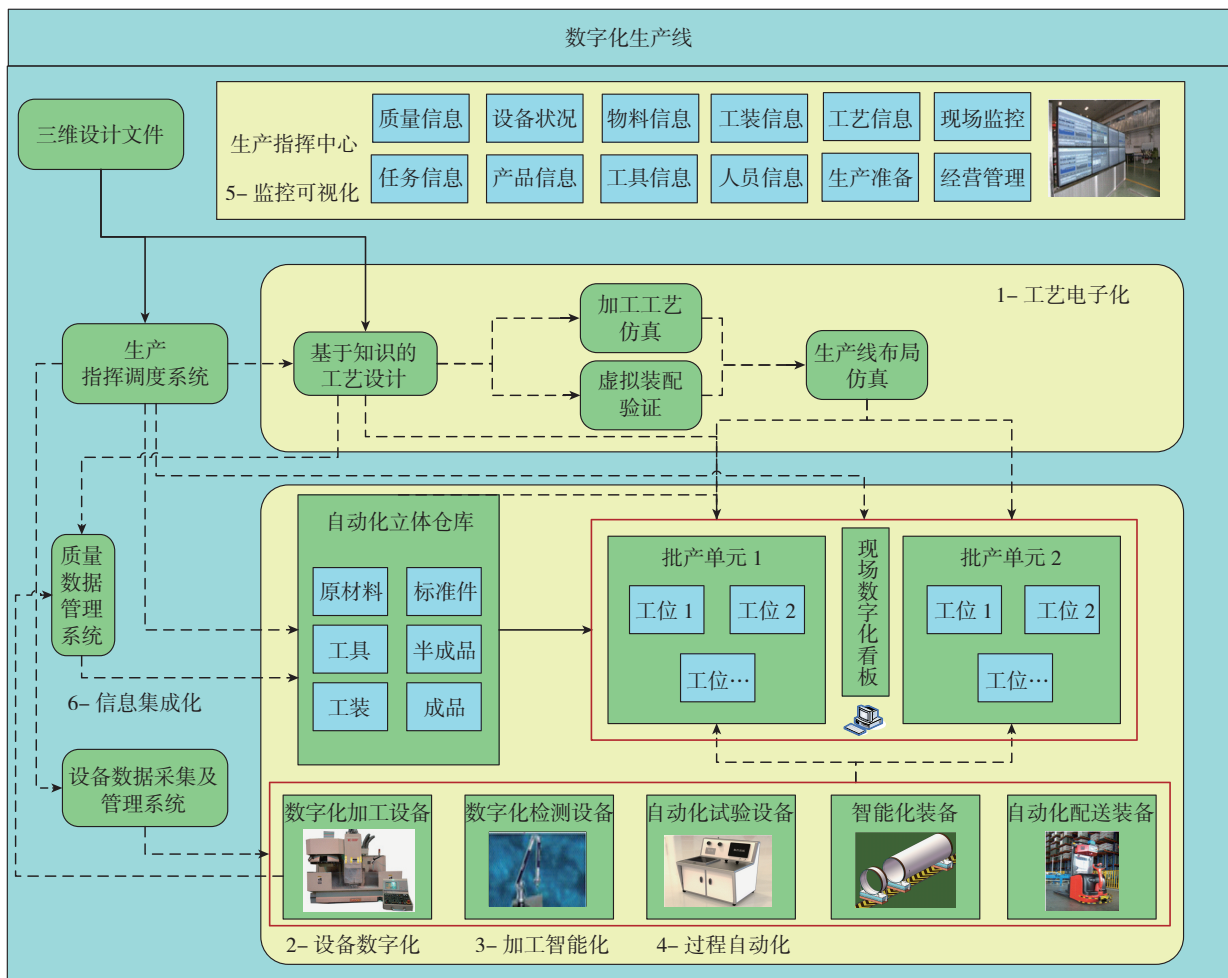 数字化生产线
三维设计文件
生产指挥中心
5– 监控可视化
质量信息
设备状况
物料信息
工装信息
工艺信息
现场监控
任务信息
产品信息
工具信息
人员信息
生产准备
经营管理
1– 工艺电子化
生产
指挥调度系统
基于知识的
工艺设计
加工工艺
仿真
虚拟装配
验证
生产线布局
仿真
质量
数据
管理
系统
6– 信息集成化
设备数据采集及
管理系统
自动化立体仓库
原材料
标准件
工具
半成品
工装
成品
批产单元 1
工位 1
工位 2
工位…
现场数字化看板
批产单元 2
工位 1
工位 2
工位…
数字化加工设备
数字化检测设备
自动化试验设备
智能化装备
自动化配送装备
2– 设备数字化
3– 加工智能化
4– 过程自动化